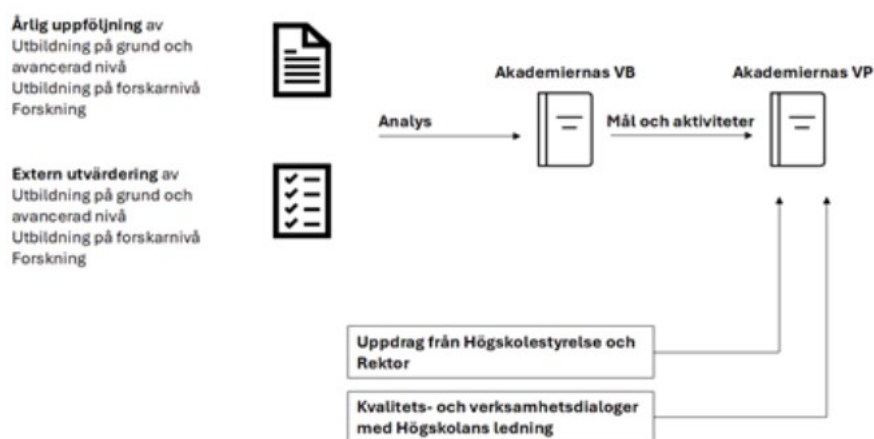 Årlig uppföljning av
Utbildning på grund och
avancerad nivå
Utbildning på forskarnivå
Forskning
Akademiernas VB
Akademiernas VP
Analys
Mål och aktiviteter
Extern utvärdering av
Utbildning på grund och
avancerad nivå
Utbildning på forskarnivå
Forskning
Uppdrag från Högskolestyrelse och
Rektor
Kvalitets- och verksamhetsdialoger
med Högskolans ledning